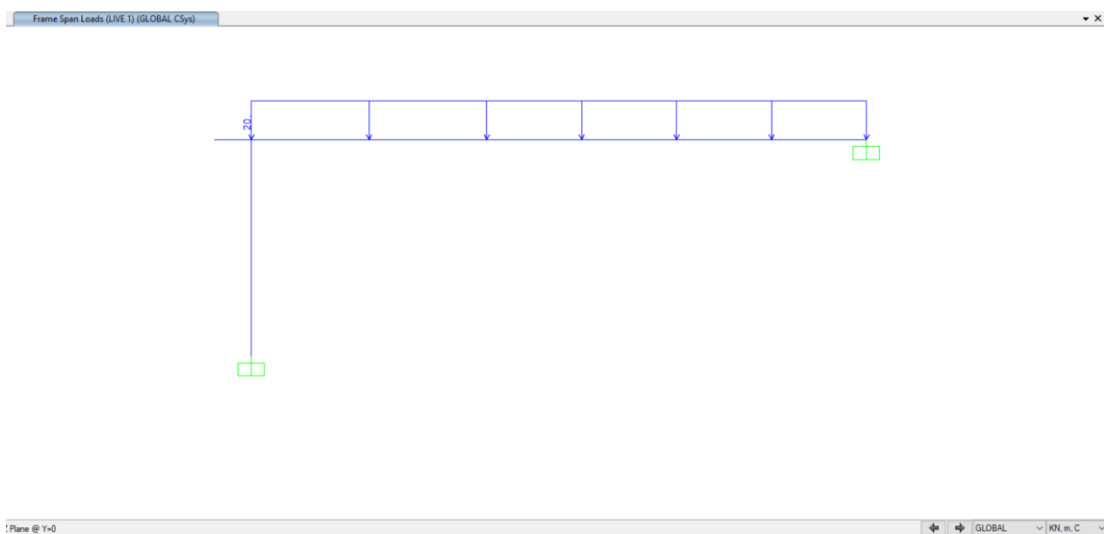 Frame Span Loads (LIVE 1) (GLOBAL CSys)
20.
Plane @ Y=0
GLOBAL
KN, m, C